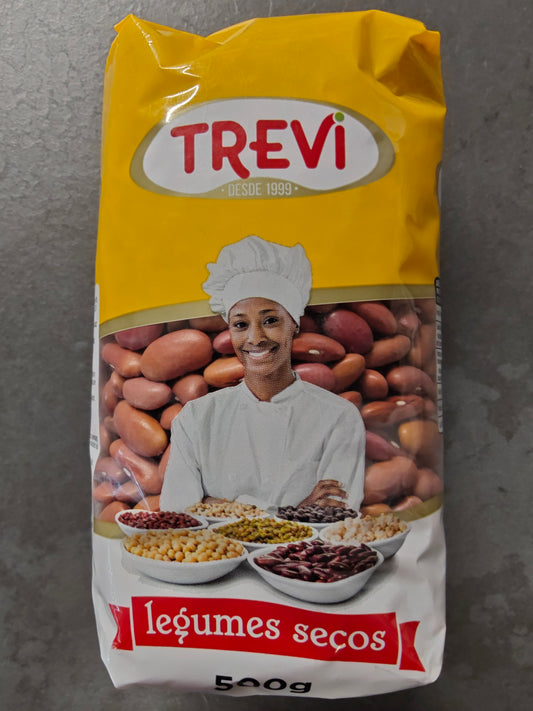 TREVI
· DESDE 1999 ·
legumes seços
500g